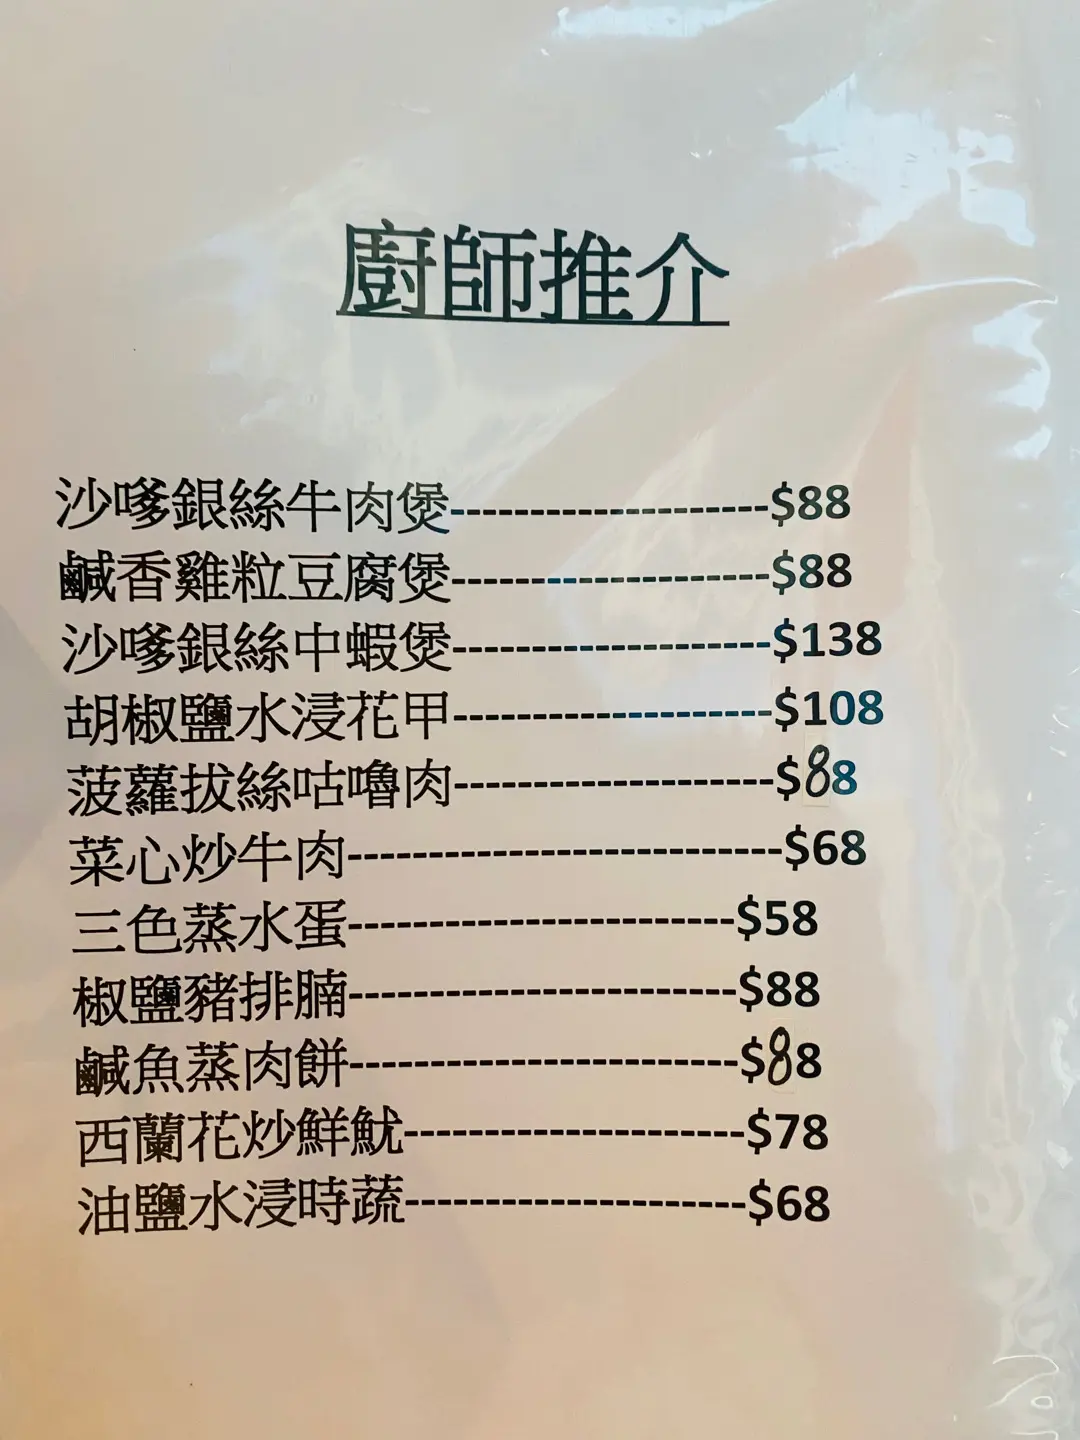 廚師推介
沙嗲銀絲牛肉煲--------------------$88
鹹香雞粒豆腐煲--------------------$88
沙嗲銀絲中蝦煲--------------------$138
胡椒鹽水浸花甲--------------------$108
菠蘿拔絲咕嚕肉--------------------$88
菜心炒牛肉---------------------------$68
三色蒸水蛋------------------------$58
椒鹽豬排腩------------------------$88
鹹魚蒸肉餅------------------------$88
西蘭花炒鮮魷---------------------$78
油鹽水浸時蔬---------------------$68